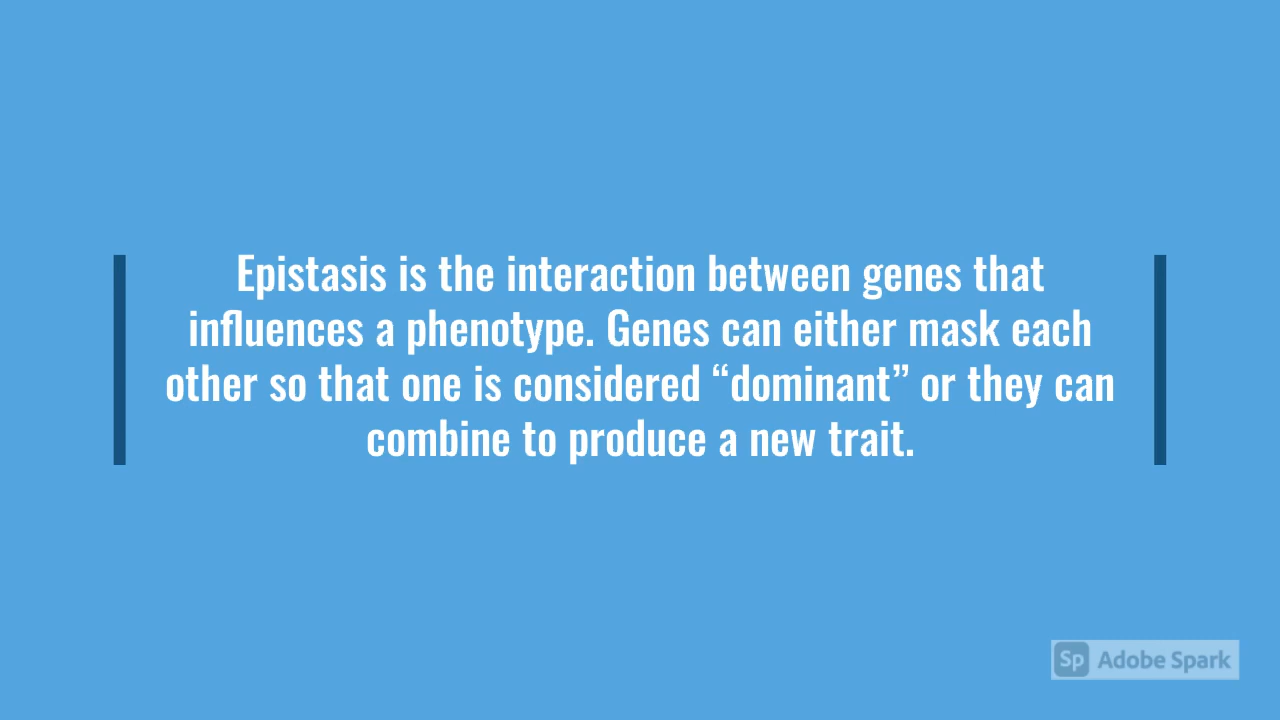 Epistasis is the interaction between genes that
influences a phenotype. Genes can either mask each
other so that one is considered “dominant” or they can
combine to produce a new trait.
Sp Adobe Spark